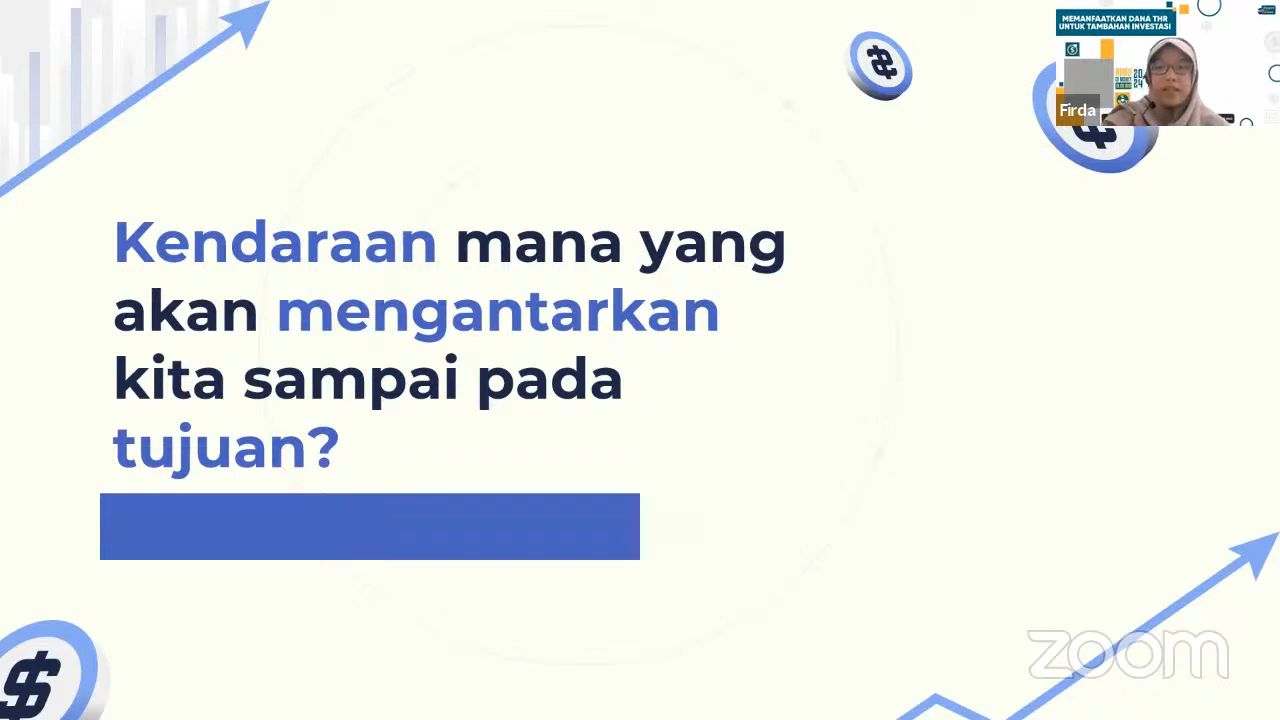 MEMANFAATKAN DANA THR
UNTUK TAMBAHAN INVESTASI
Firda
Kendaraan mana yang
akan mengantarkan
kita sampai pada
tujuan?
zoom